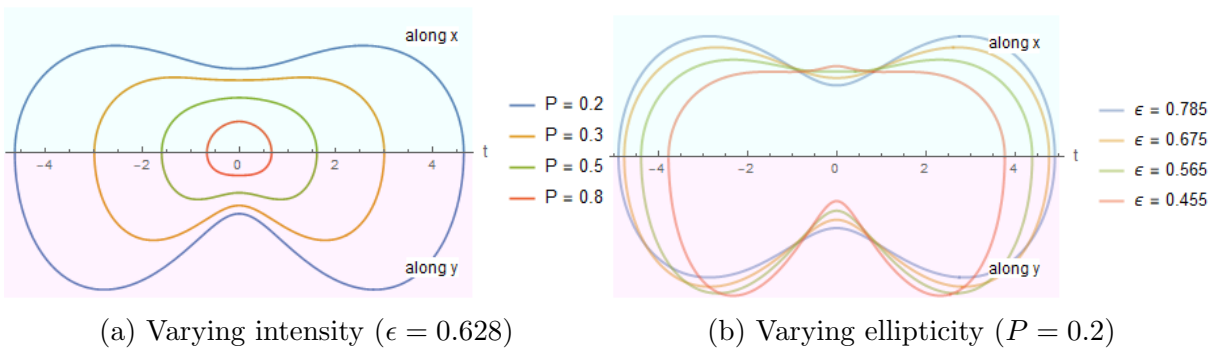 along x
t
-4
-2
0
2
4
along y
P = 0.2
P = 0.3
P = 0.5
P = 0.8
along x
t
-4
-2
0
2
4
along y
ϵ = 0.785
ϵ = 0.675
ϵ = 0.565
ϵ = 0.455
(a) Varying intensity (ϵ = 0.628)
(b) Varying ellipticity (P = 0.2)